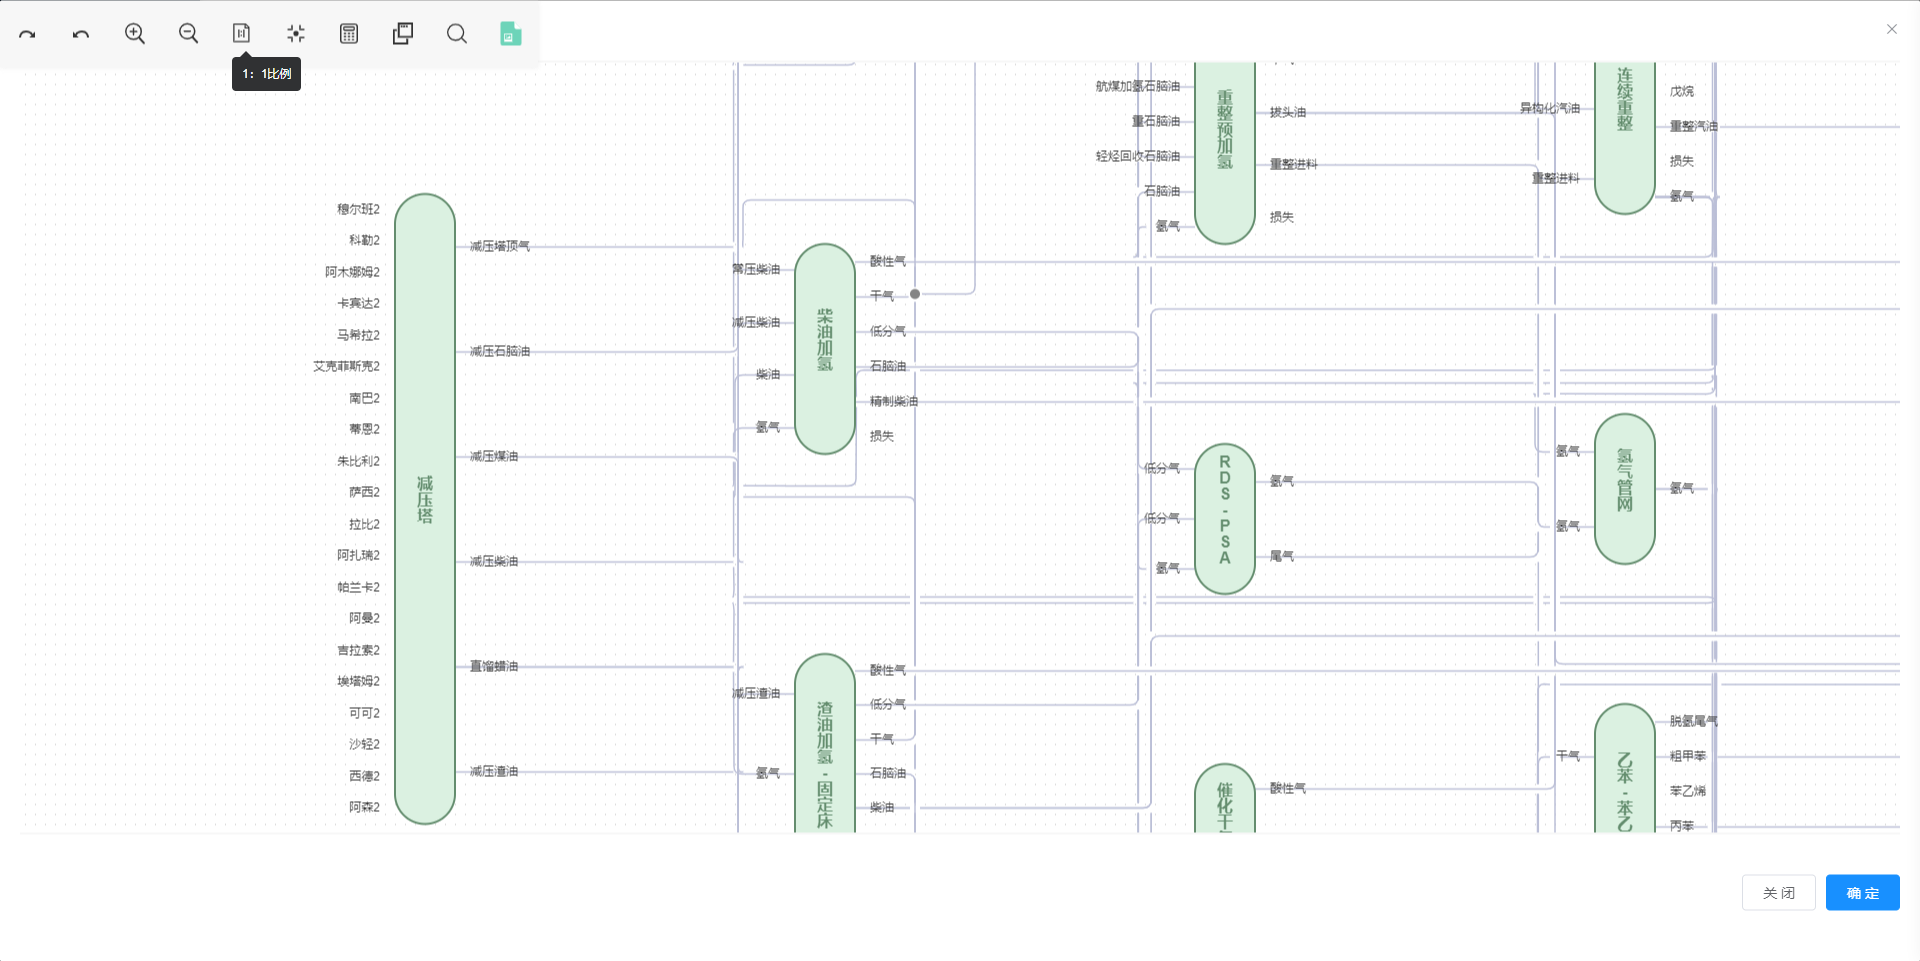 1：1比例
穆尔班2
科勒2
阿木娜姆2
卡宾达2
马希拉2
艾克菲斯克2
南巴2
蒂恩2
朱比利2
萨西2
拉比2
阿扎瑞2
帕兰卡2
阿曼2
吉拉索2
埃塔姆2
可可2
沙轻2
西德2
阿森2
减压塔
减压塔顶气
减压石脑油
减压煤油
减压柴油
直馏蜡油
减压渣油
常压柴油
减压柴油
柴油
氢气
柴油加氢
酸性气
干气
低分气
石脑油
精制柴油
损失
减压渣油
氢气
渣油加氢-固定床
酸性气
低分气
干气
石脑油
柴油
航煤加氢石脑油
重石脑油
轻烃回收石脑油
石脑油
氢气
重整预加氢
拔头油
重整进料
损失
低分气
低分气
氢气
RDS-PSA
氢气
尾气
催化干
酸性气
异构化汽油
重整进料
连续重整
戊烷
重整汽油
损失
氢气
氢气
氢气
氢气管网
氢气
干气
乙苯-苯乙
脱氢尾气
粗甲苯
苯乙烯
丙苯
关闭
确定